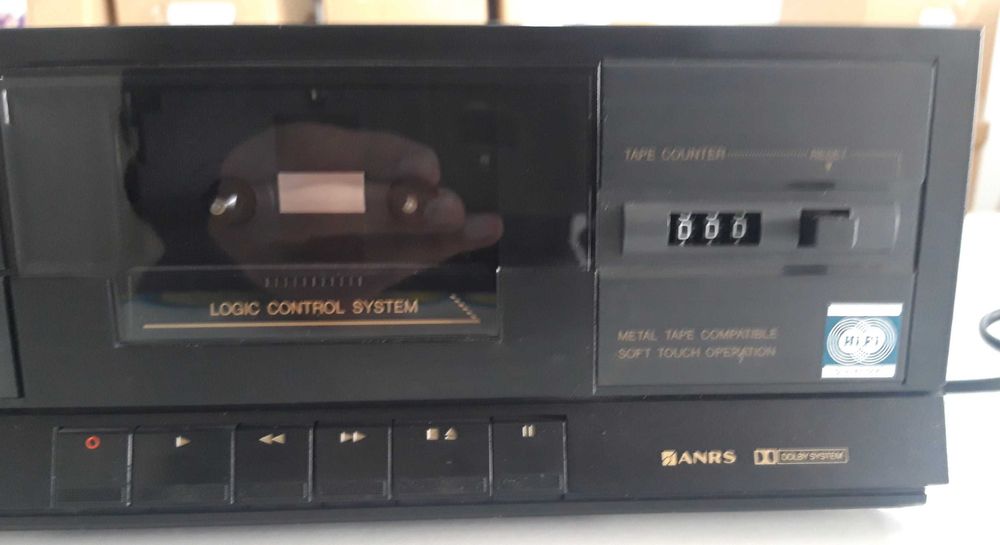 TAPE COUNTER RESET
000
LOGIC CONTROL SYSTEM
METAL TAPE COMPATIBLE
SOFT TOUCH OPERATION
Hi Fi
ANRS DOLBY SYSTEM